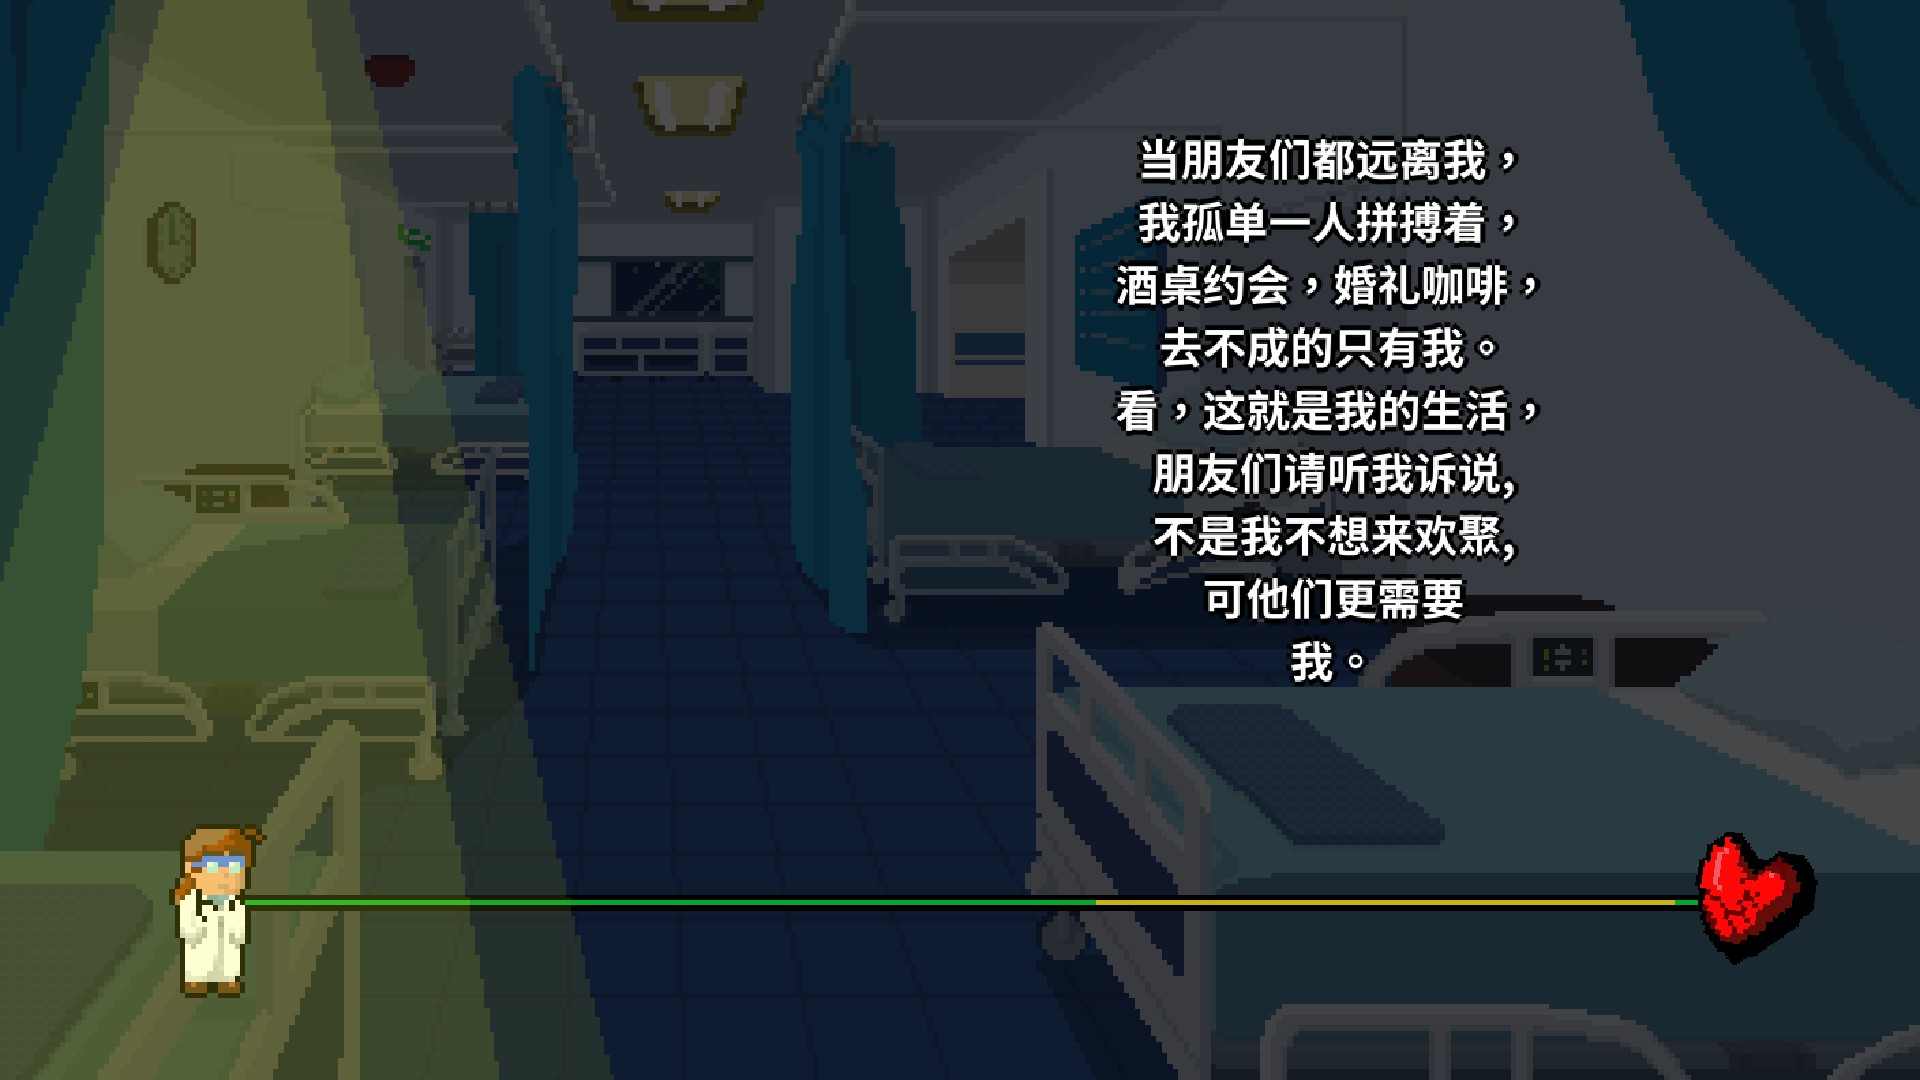 当朋友们都远离我，
我孤单一人拼搏着，
酒桌约会，婚礼咖啡，
去不成的只有我。
看，这就是我的生活，
朋友们请听我诉说,
不是我不想来欢聚,
可他们更需要
我。